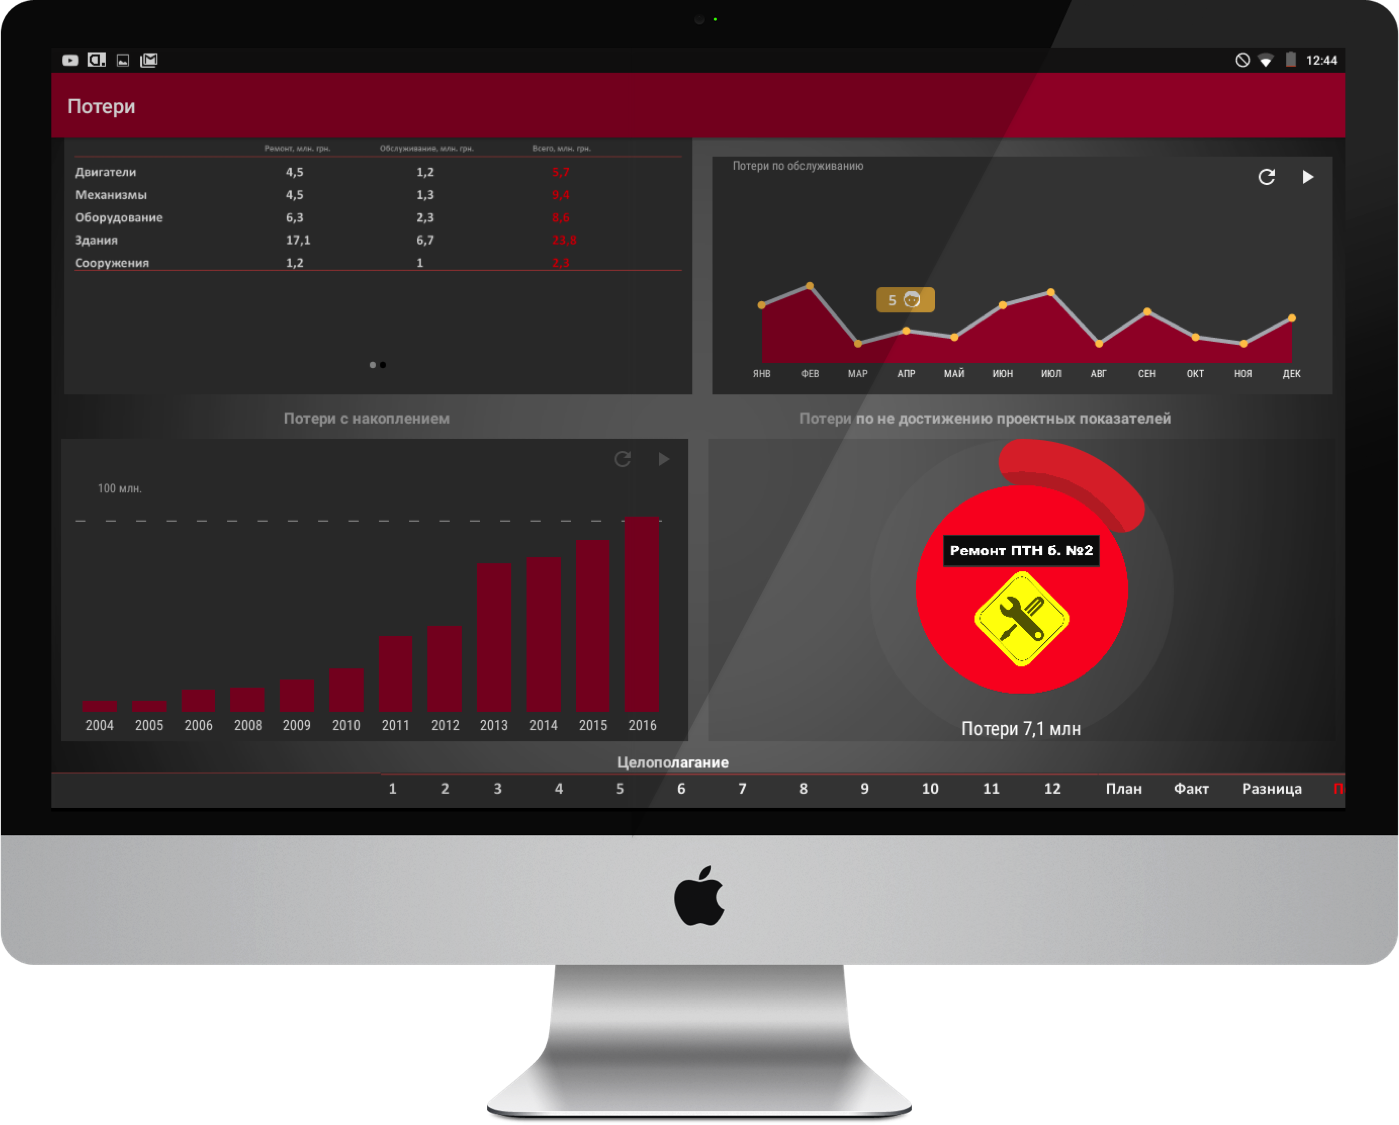 12:44
Потери
Ремонт, млн. грн. Обслуживание, млн. грн. Всего, млн. грн.
Двигатели 4,5 1,2 5,7
Механизмы 4,5 1,3 9,4
Оборудование 6,3 2,3 8,6
Здания 17,1 6,7 23,8
Сооружения 1,2 1 2,3
Потери по обслуживанию
5
ЯНВ ФЕВ МАР АПР МАЙ ИЮН ИЮЛ АВГ СЕН ОКТ НОЯ ДЕК
Потери с накоплением
100 млн.
2004 2005 2006 2008 2009 2010 2011 2012 2013 2014 2015 2016
Потери по не достижению проектных показателей
Ремонт ПТН б. №2
Потери 7,1 млн
Целополагание
1 2 3 4 5 6 7 8 9 10 11 12 План Факт Разница